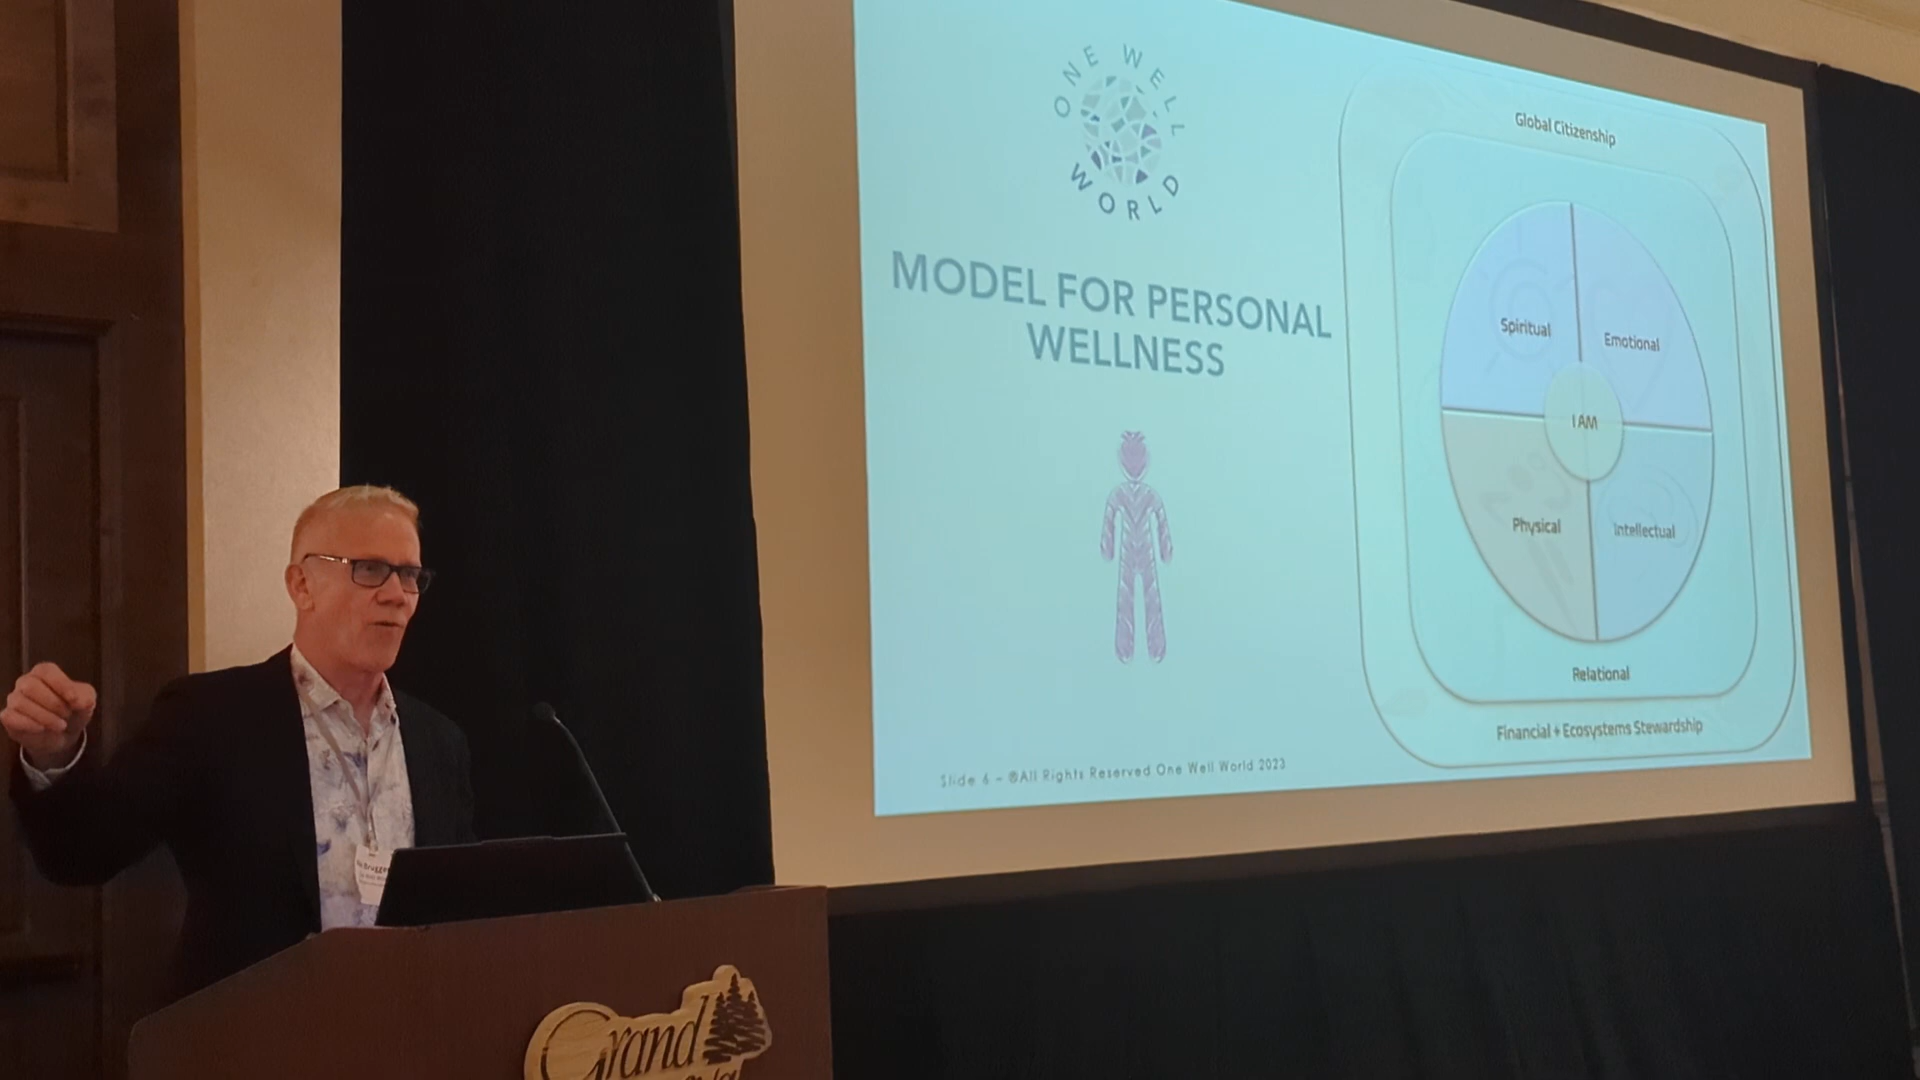 ONE WELL
WORLD
MODEL FOR PERSONAL
WELLNESS
Slide 6 – ©All Rights Reserved One Well World 2023
Global Citizenship
Spiritual
Emotional
I AM
Physical
Intellectual
Relational
Financial + Ecosystems Stewardship
Grand